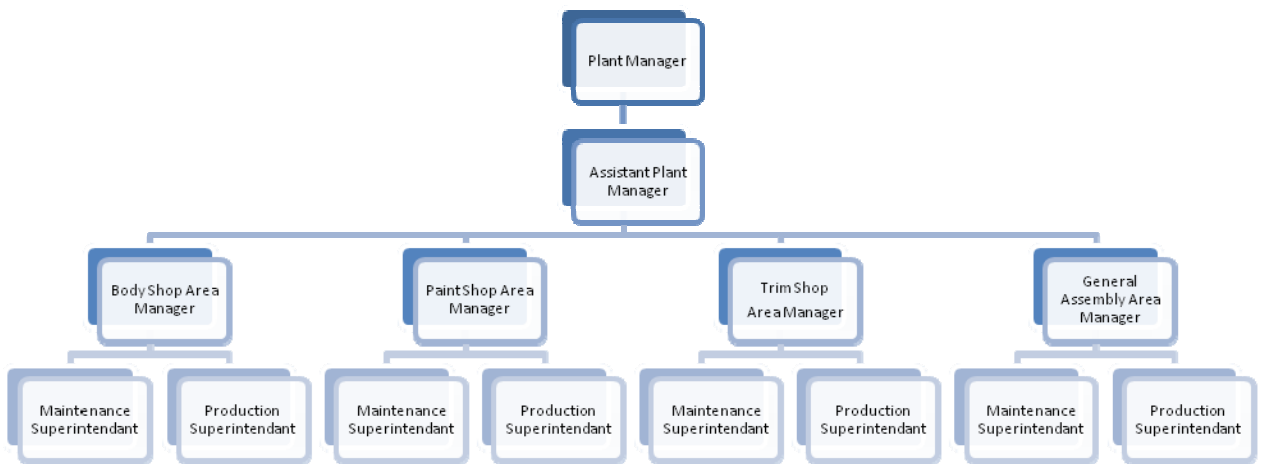 Plant Manager
Assistant Plant
Manager
Body Shop Area
Manager
Paint Shop Area
Manager
Trim Shop
Area Manager
General
Assembly Area
Manager
Maintenance
Superintendant
Production
Superintendant
Maintenance
Superintendant
Production
Superintendant
Maintenance
Superintendant
Production
Superintendant
Maintenance
Superintendant
Production
Superintendant